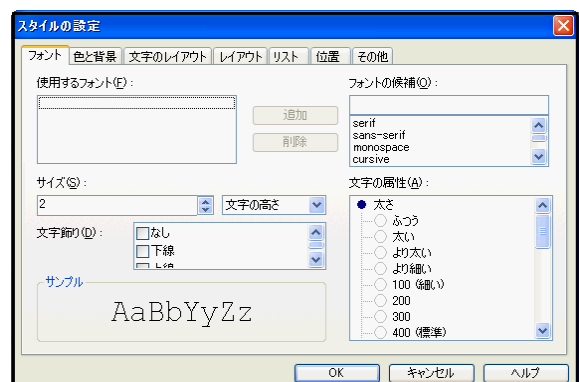 スタイルの設定
フォント 色と背景 文字のレイアウト レイアウト リスト 位置 その他
使用するフォント(F) :
追加
削除
フォントの候補(O) :
serif
sans-serif
monospace
cursive
サイズ(S) :
2 文字の高さ
文字飾り(D) :
なし
下線
上線
文字の属性(A) :
太さ
ふつう
太い
より太い
より細い
100 (細い)
200
300
400 (標準)
サンプル
AaBbYyZz
OK キャンセル ヘルプ